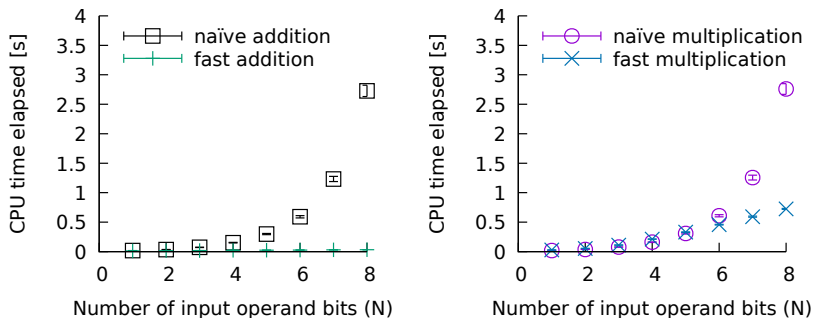 CPU time elapsed [s]
4
3.5
3
2.5
2
1.5
1
0.5
0
naïve addition
fast addition
0 2 4 6 8
Number of input operand bits (N)
CPU time elapsed [s]
4
3.5
3
2.5
2
1.5
1
0.5
0
naïve multiplication
fast multiplication
0 2 4 6 8
Number of input operand bits (N)